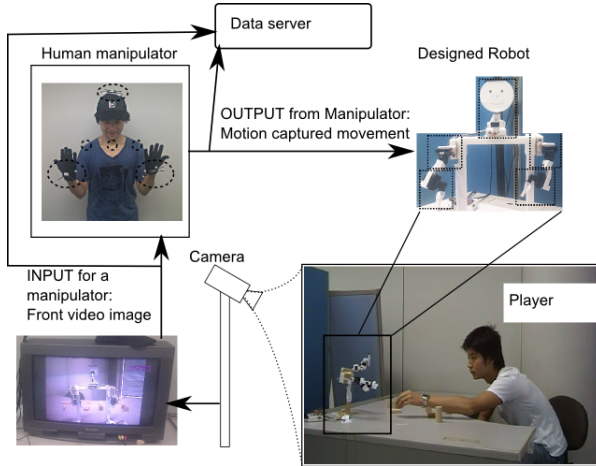 Data server
Human manipulator
Designed Robot
OUTPUT from Manipulator:
Motion captured movement
Camera
INPUT for a
manipulator:
Front video image
Player